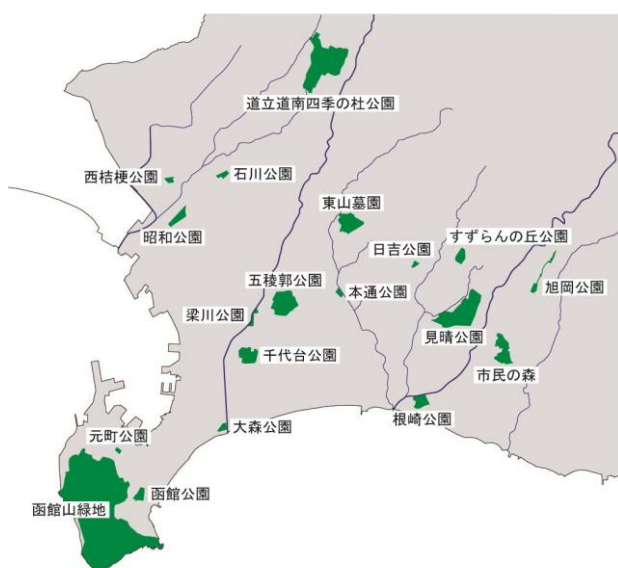 道立道南四季の杜公園
西桔梗公園
石川公園
東山墓園
昭和公園
日吉公園
すずらんの丘公園
五稜郭公園
本通公園
旭岡公園
梁川公園
見晴公園
千代台公園
市民の森
元町公園
大森公園
根崎公園
函館公園
函館山緑地